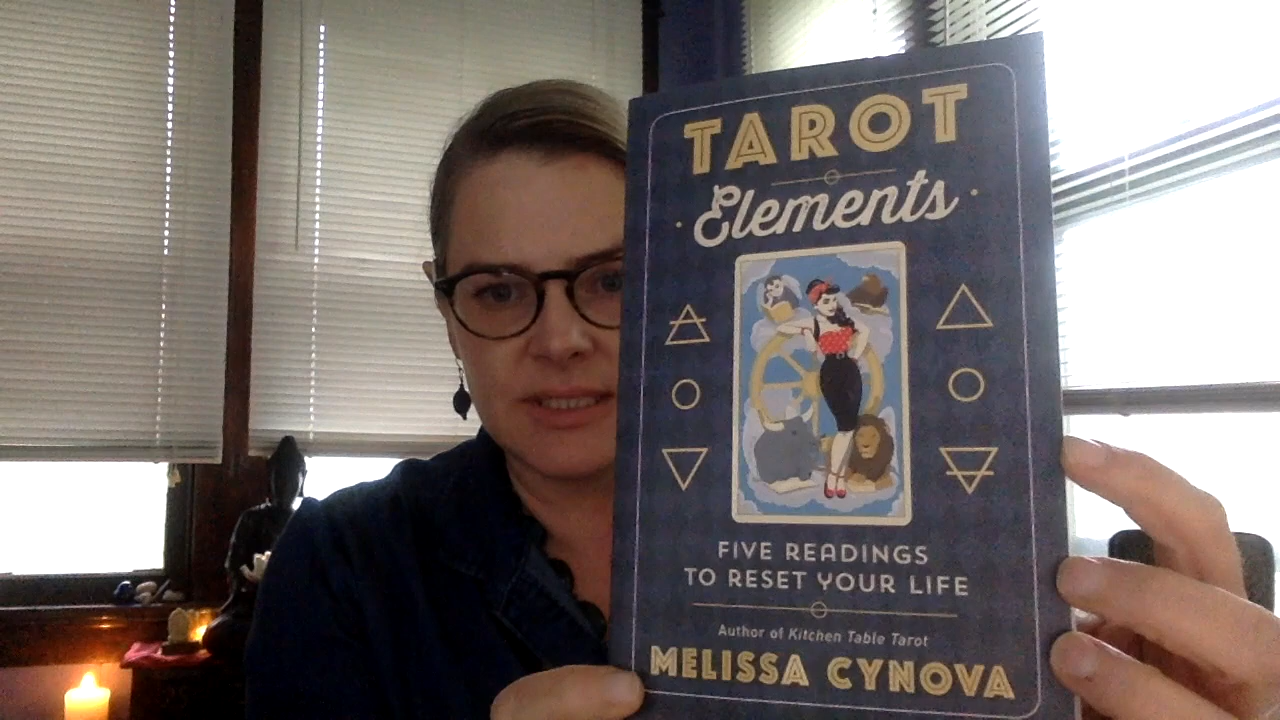 TAROT
Elements
FIVE READINGS
TO RESET YOUR LIFE
Author of Kitchen Table Tarot
MELISSA CYNOVA